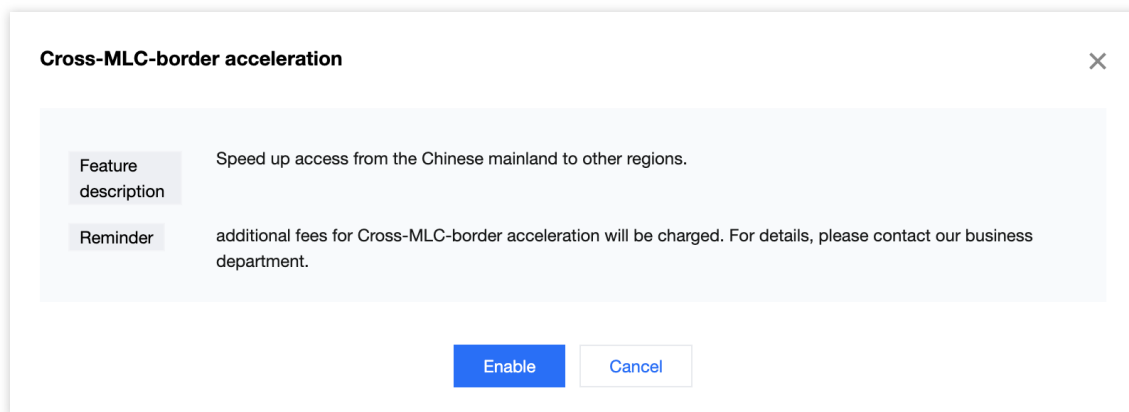 Cross-MLC-border acceleration
Feature
description
Speed up access from the Chinese mainland to other regions.
Reminder
additional fees for Cross-MLC-border acceleration will be charged. For details, please contact our business
department.
Enable
Cancel